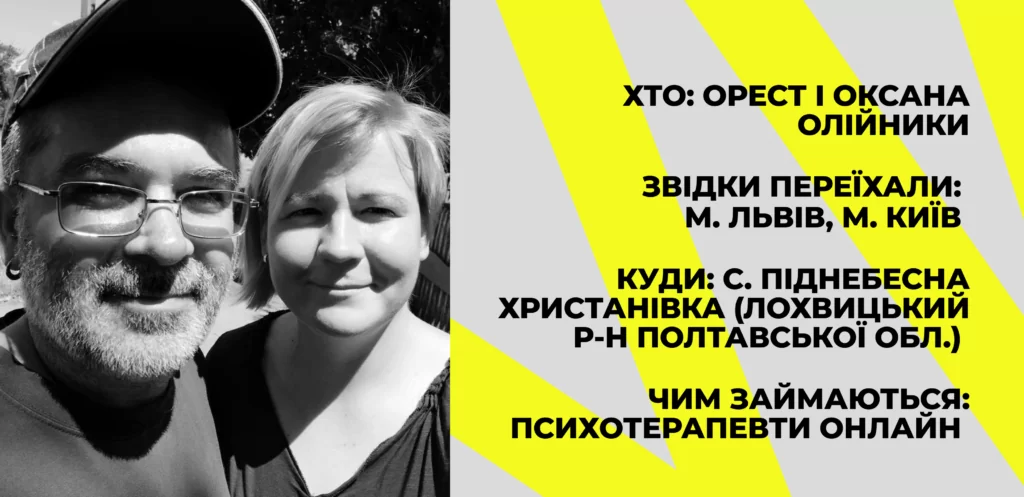 ХТО: ОРЕСТ І ОКСАНА
ОЛІЙНИКИ
ЗВІДКИ ПЕРЕЇХАЛИ:
М. ЛЬВІВ, М. КИЇВ
КУДИ: С. ПІДНЕБЕСНА
ХРИСТАНІВКА (ЛОХВИЦЬКИЙ
Р-Н ПОЛТАВСЬКОЇ ОБЛ.)
ЧИМ ЗАЙМАЮТЬСЯ:
ПСИХОТЕРАПЕВТИ ОНЛАЙН